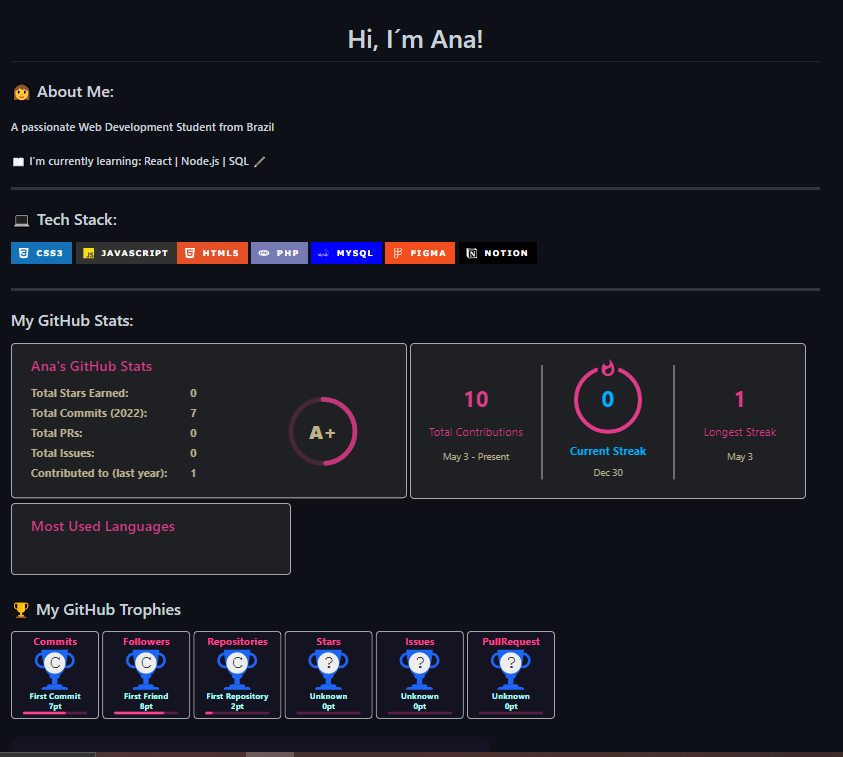 Hi, I´m Ana!
About Me:
A passionate Web Development Student from Brazil
I'm currently learning: React | Node.js | SQL
Tech Stack:
CSS3 JS JAVASCRIPT HTML5 PHP MYSQL FIGMA NOTION
My GitHub Stats:
Ana's GitHub Stats
Total Stars Earned: 0
Total Commits (2022): 7
Total PRs: 0
Total Issues: 0
Contributed to (last year): 1
A+
10
Total Contributions
May 3 - Present
0
Current Streak
Dec 30
1
Longest Streak
May 3
Most Used Languages
My GitHub Trophies
Commits
C
First Commit
7pt
Followers
C
First Friend
8pt
Repositories
C
First Repository
2pt
Stars
?
Unknown
0pt
Issues
?
Unknown
0pt
PullRequest
?
Unknown
0pt